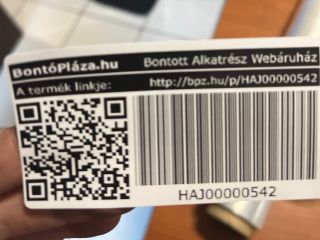 BontóPláza.hu Bontott Alkatrész Webáruház
A termék linkje: http://bpz.hu/p/HAJ00000542
HAJ00000542